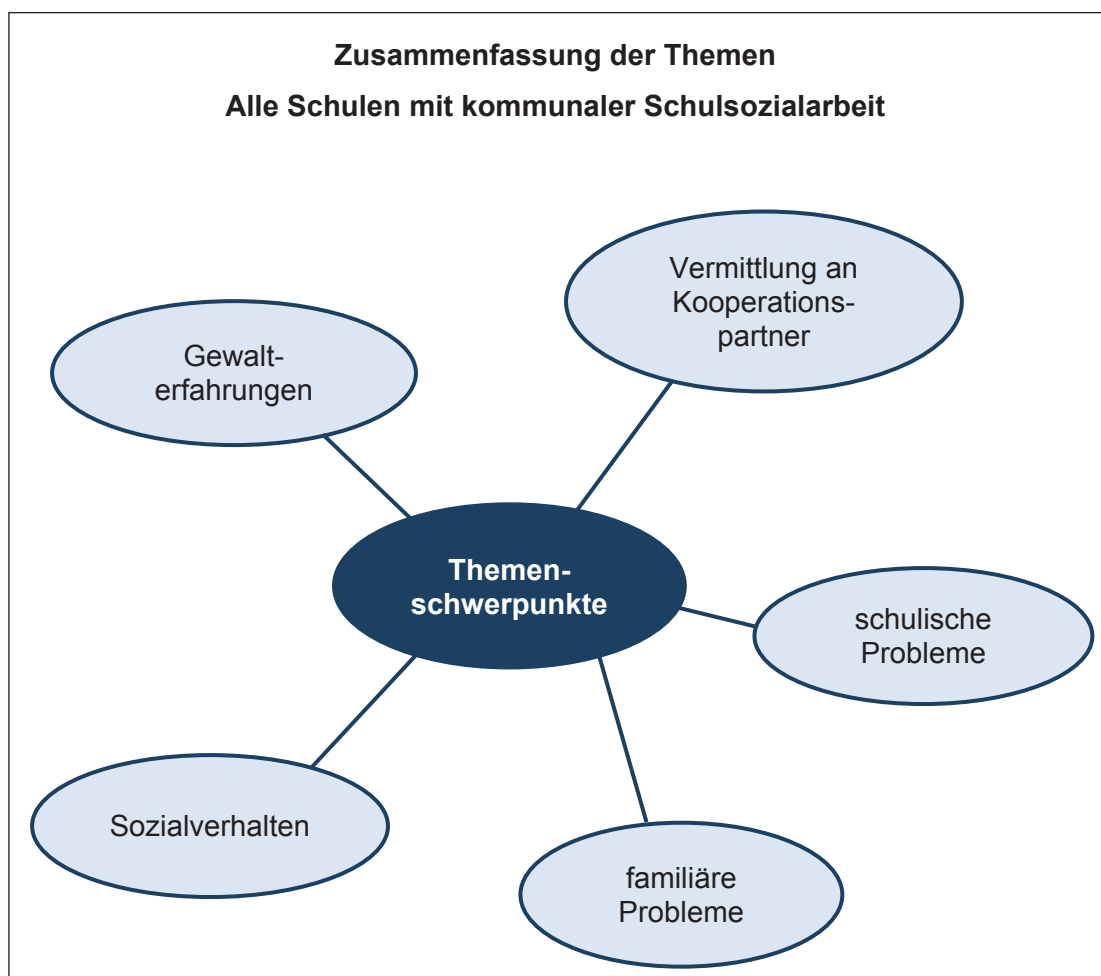 Zusammenfassung der Themen
Alle Schulen mit kommunaler Schulsozialarbeit
Vermittlung an
Kooperations-
partner
Gewalt-
erfahrungen
Themen-
schwerpunkte
schulische
Probleme
Sozialverhalten
familiäre
Probleme